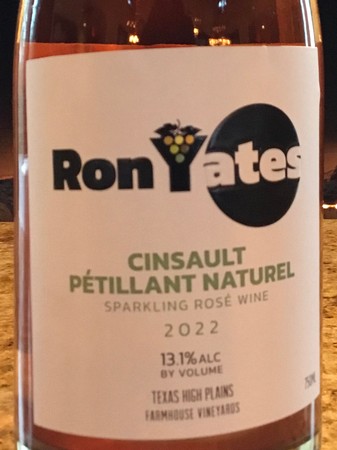 Ron Yates
CINSAULT
PÉTILLANT NATUREL
SPARKLING ROSÉ WINE
2022
13.1% ALC
BY VOLUME
TEXAS HIGH PLAINS
FARMHOUSE VINEYARDS
750ML